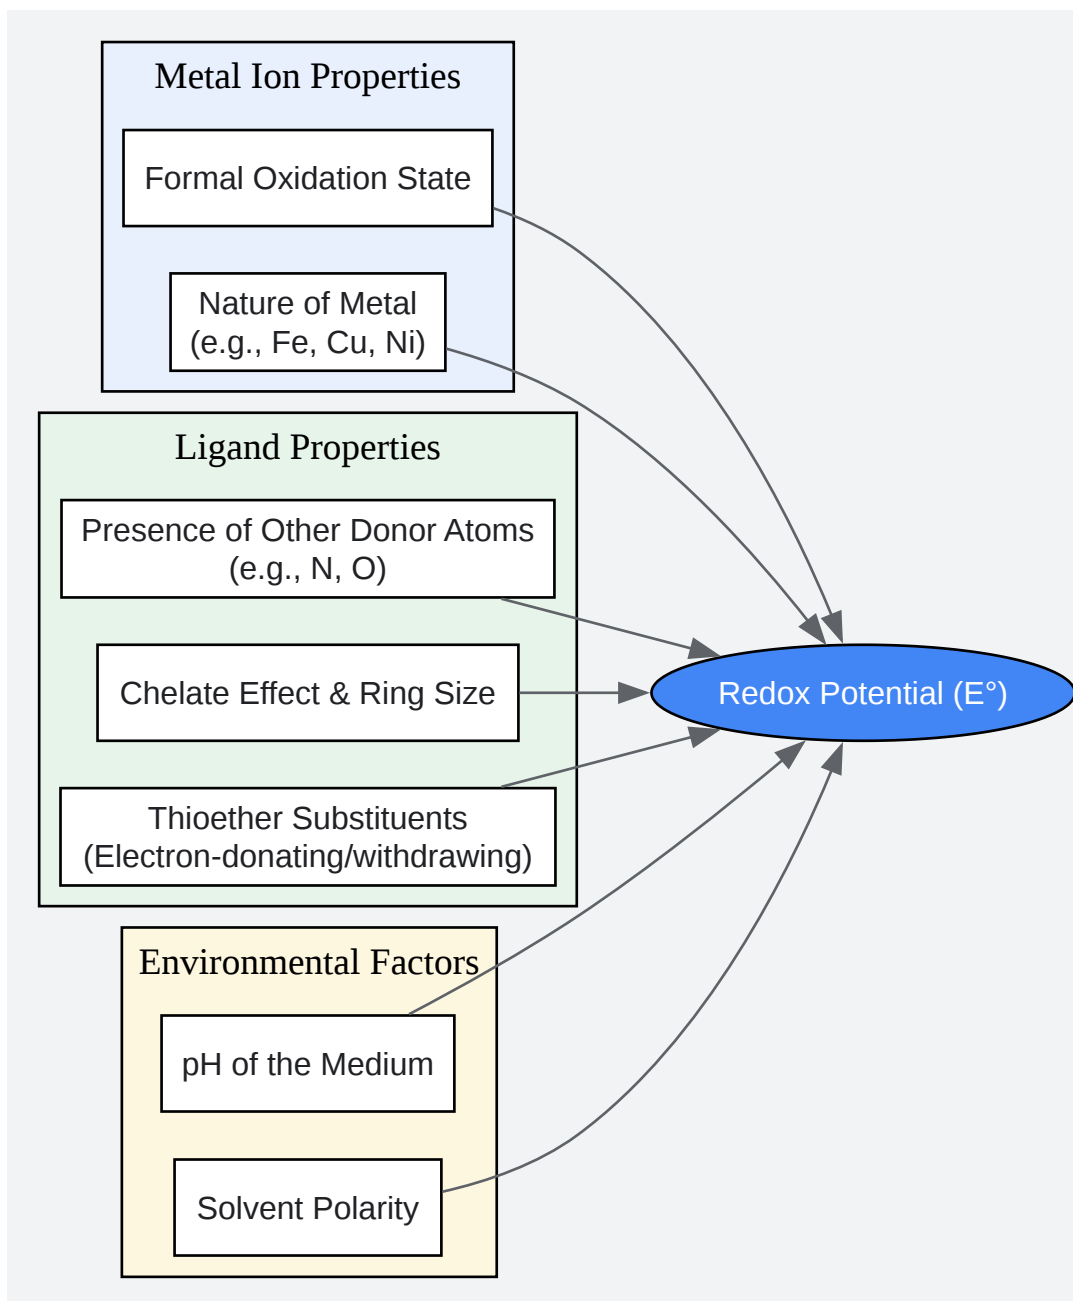 Metal Ion Properties
Formal Oxidation State
Nature of Metal
(e.g., Fe, Cu, Ni)
Ligand Properties
Presence of Other Donor Atoms
(e.g., N, O)
Chelate Effect & Ring Size
Thioether Substituents
(Electron-donating/withdrawing)
Environmental Factors
pH of the Medium
Solvent Polarity
Redox Potential (E°)